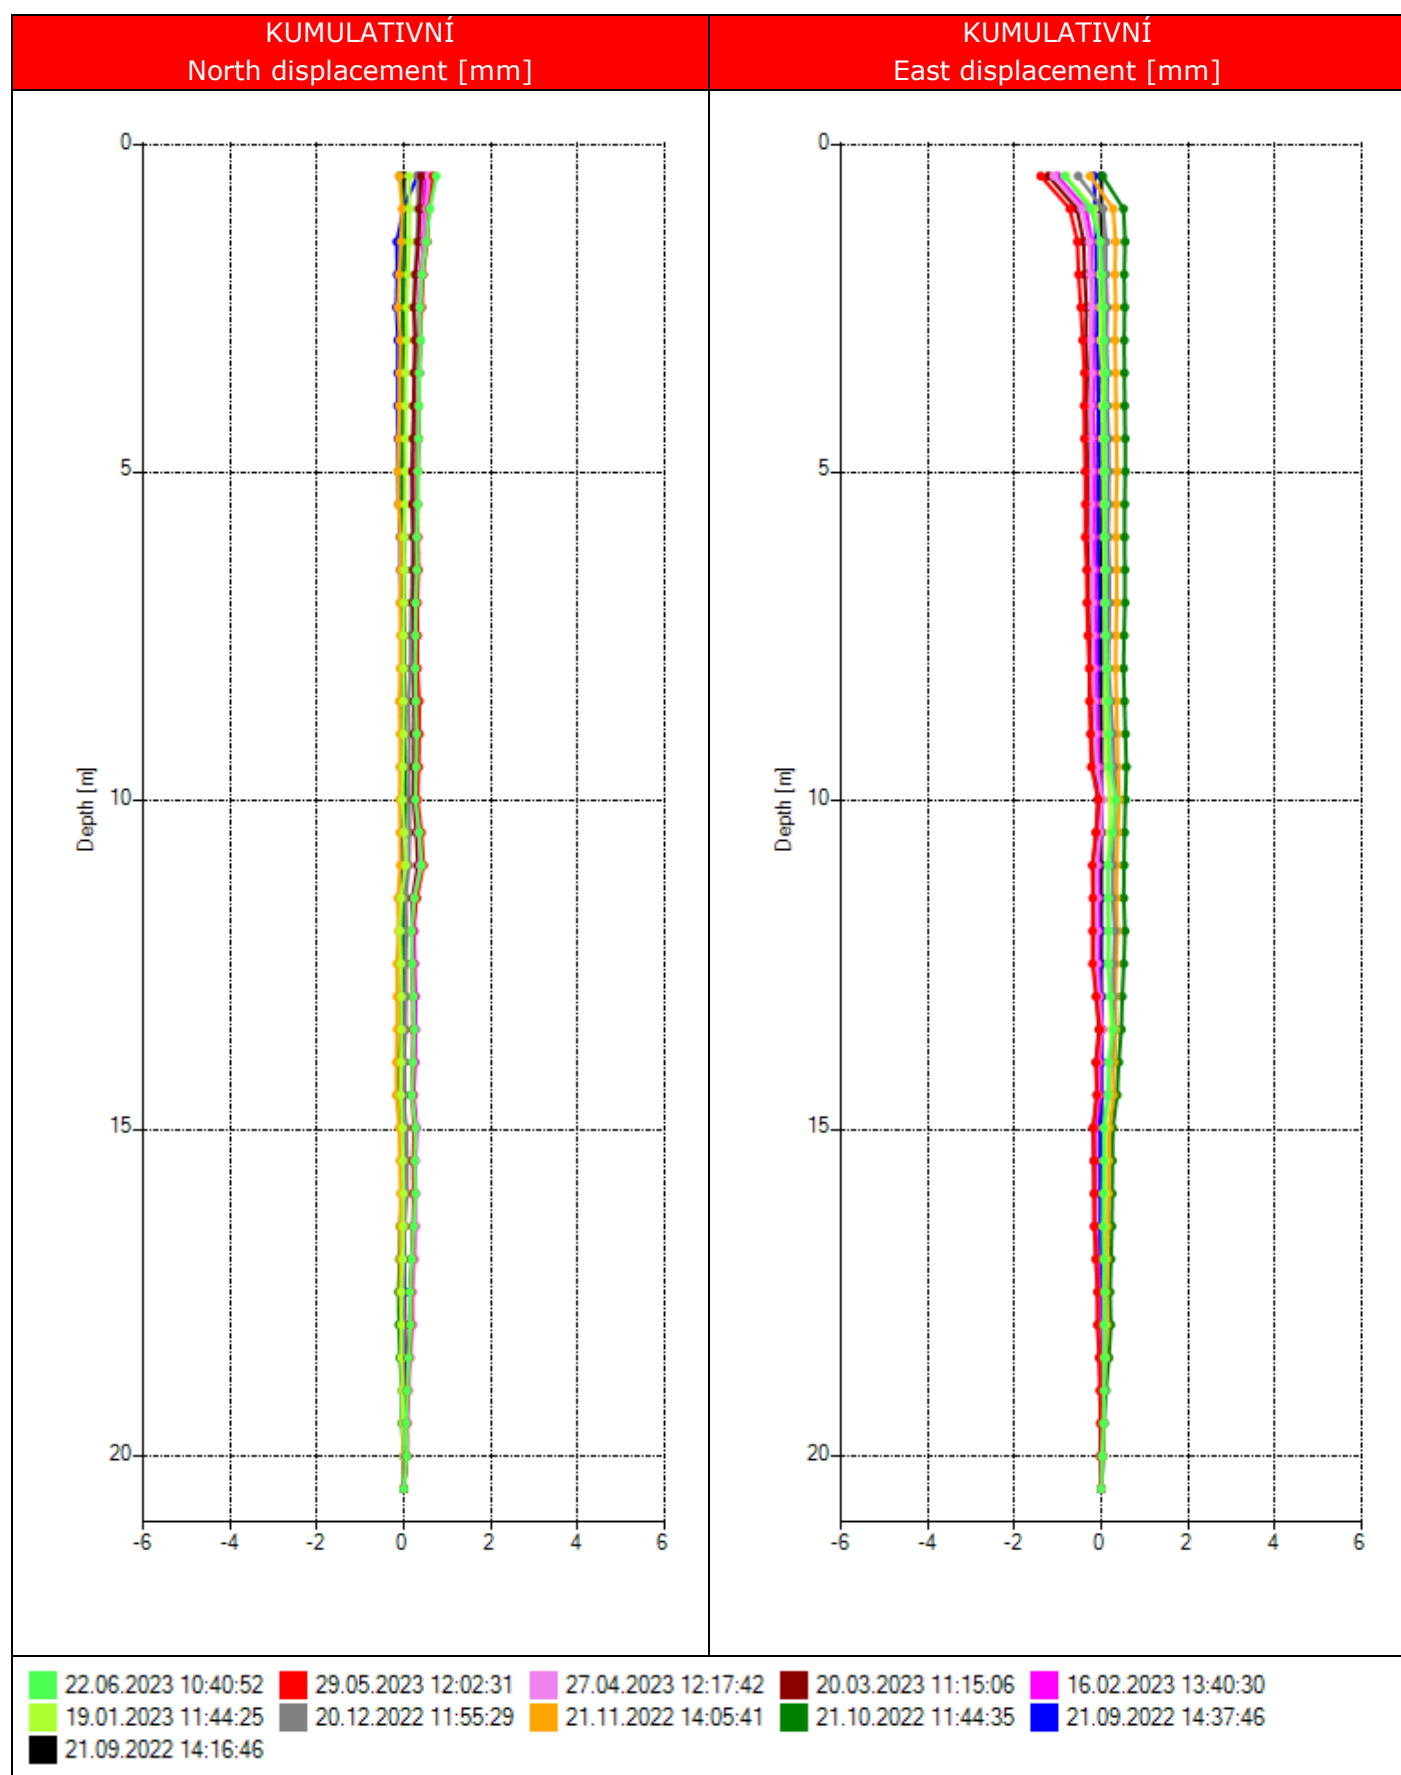 KUMULATIVNÍ
North displacement [mm]
KUMULATIVNÍ
East displacement [mm]
0
5
10
15
20
Depth [m]
-6 -4 -2 0 2 4 6
0
5
10
15
20
Depth [m]
-6 -4 -2 0 2 4 6
22.06.2023 10:40:52 29.05.2023 12:02:31 27.04.2023 12:17:42 20.03.2023 11:15:06 16.02.2023 13:40:30
19.01.2023 11:44:25 20.12.2022 11:55:29 21.11.2022 14:05:41 21.10.2022 11:44:35 21.09.2022 14:37:46
21.09.2022 14:16:46